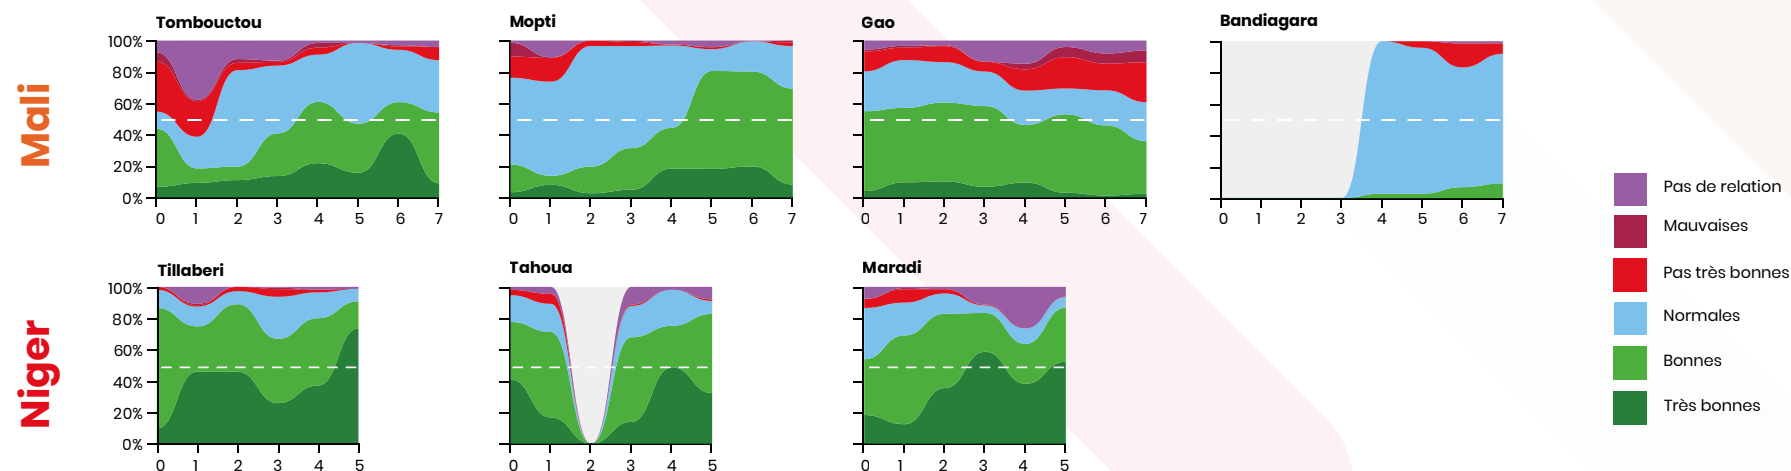 Mali
Tombouctou
100%
80%
60%
40%
20%
0%
0 1 2 3 4 5 6 7
Mopti
0 1 2 3 4 5 6 7
Gao
0 1 2 3 4 5 6 7
Bandiagara
0 1 2 3 4 5 6 7
Niger
Tillaberi
100%
80%
60%
40%
20%
0%
0 1 2 3 4 5
Tahoua
0 1 2 3 4 5
Maradi
0 1 2 3 4 5
Pas de relation
Mauvaises
Pas très bonnes
Normales
Bonnes
Très bonnes